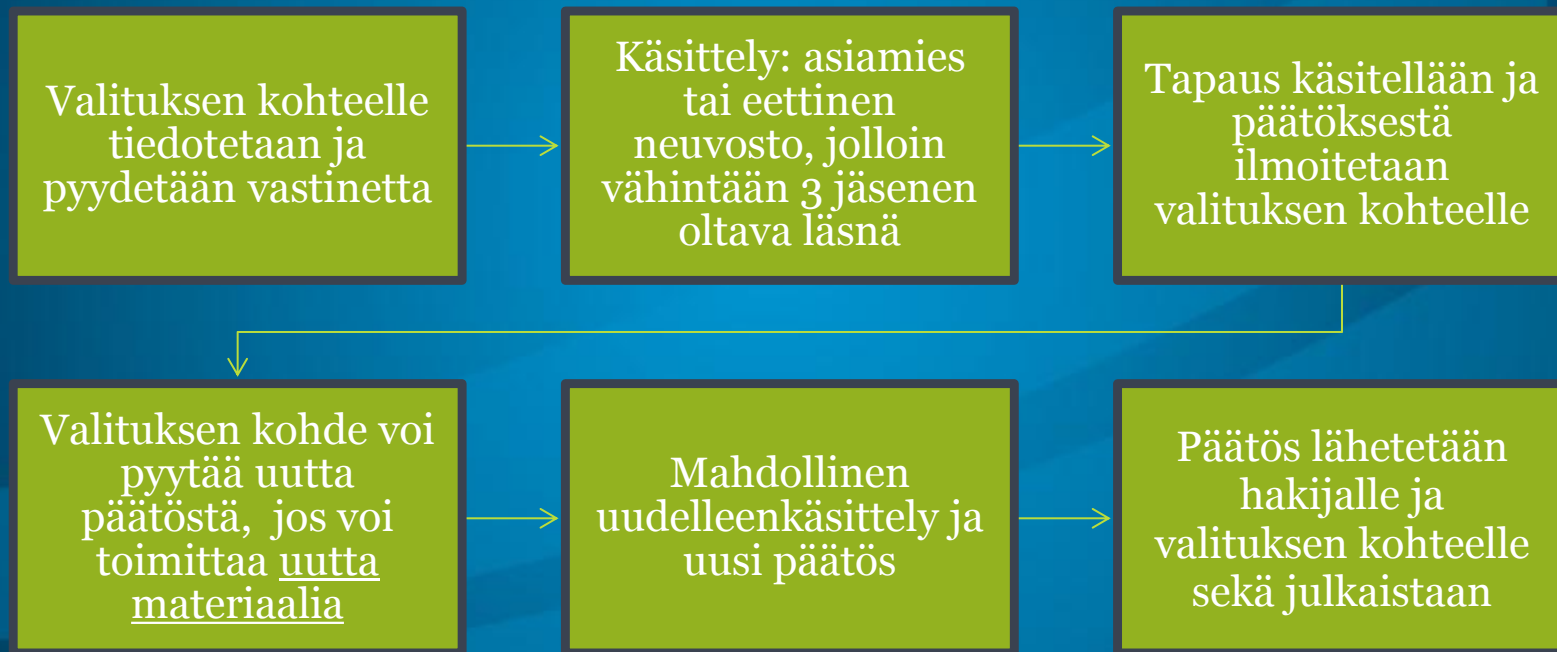 Valituksen kohteelle
tiedotetaan ja
pyydetään vastinetta
Käsittely: asiamies
tai eettinen
neuvosto, jolloin
vähintään 3 jäsenen
oltava läsnä
Tapaus käsitellään ja
päätöksestä
ilmoitetaan
valituksen kohteelle
Valituksen kohde voi
pyytää uutta
päätöstä, jos voi
toimittaa uutta
materiaalia
Mahdollinen
uudelleenkäsittely ja
uusi päätös
Päätös lähetetään
hakijalle ja
valituksen kohteelle
sekä julkaistaan